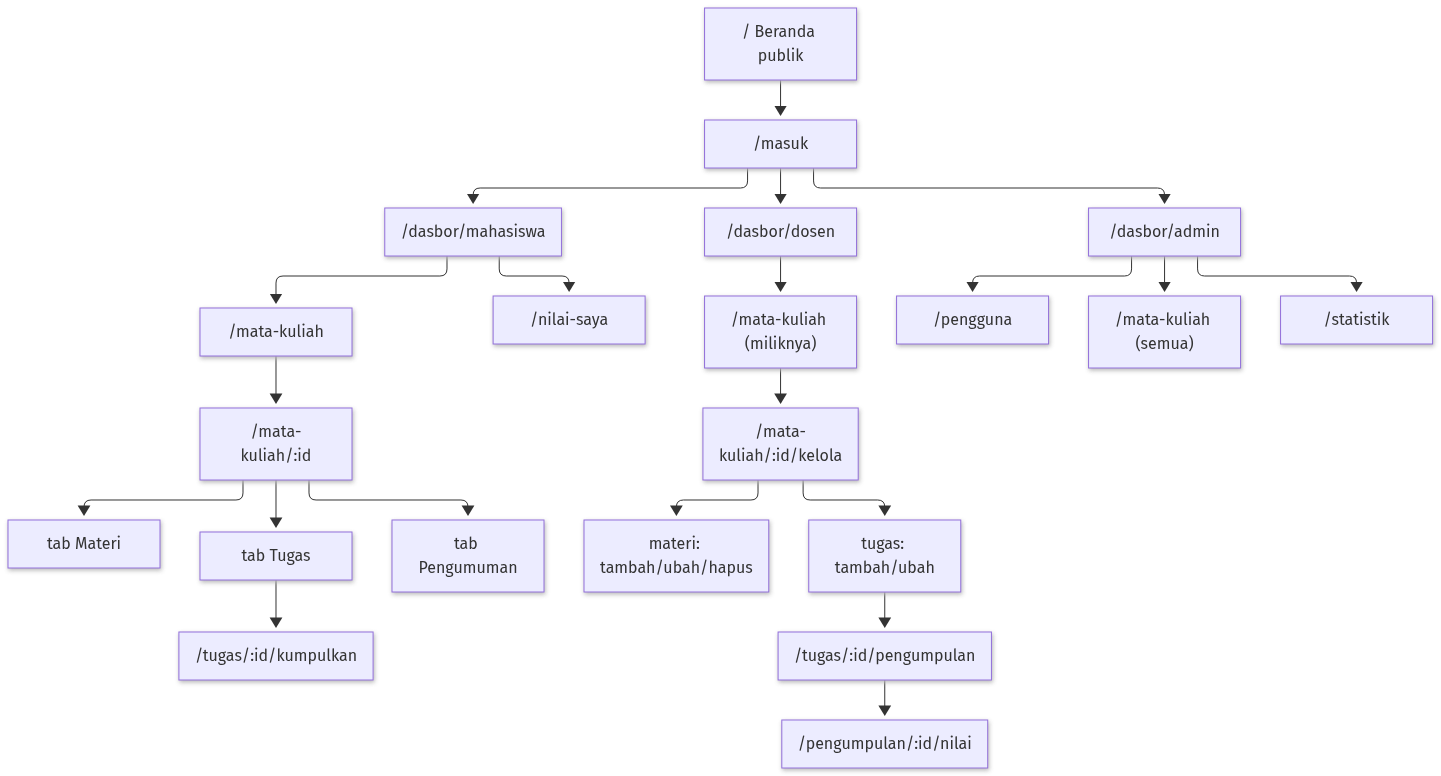 / Beranda
publik
/masuk
/dasbor/mahasiswa
/dasbor/dosen
/dasbor/admin
/mata-kuliah
/nilai-saya
/mata-kuliah
(miliknya)
/pengguna
/mata-kuliah
(semua)
/statistik
/mata-
kuliah/:id
/mata-
kuliah/:id/kelola
tab Materi
tab Tugas
tab
Pengumuman
materi:
tambah/ubah/hapus
tugas:
tambah/ubah
/tugas/:id/kumpulkan
/tugas/:id/pengumpulan
/pengumpulan/:id/nilai